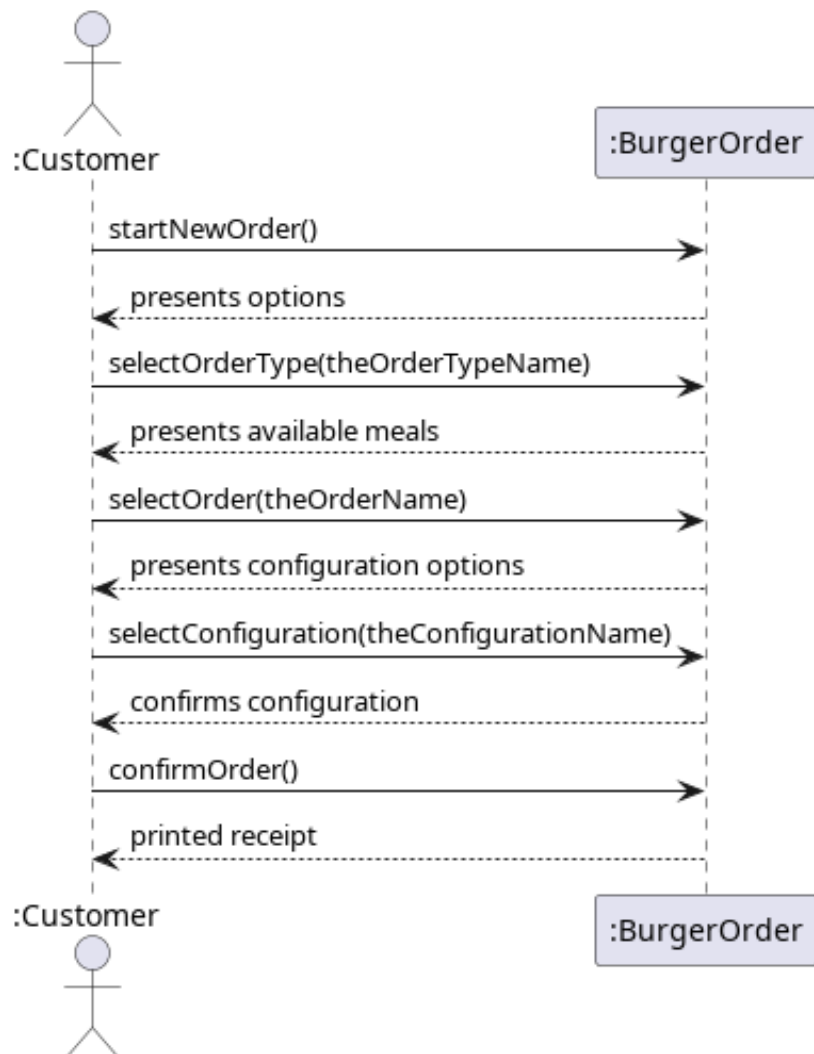 :Customer
:BurgerOrder
startNewOrder()
presents options
selectOrderType(theOrderTypeName)
presents available meals
selectOrder(theOrderName)
presents configuration options
selectConfiguration(theConfigurationName)
confirms configuration
confirmOrder()
printed receipt
:Customer
:BurgerOrder